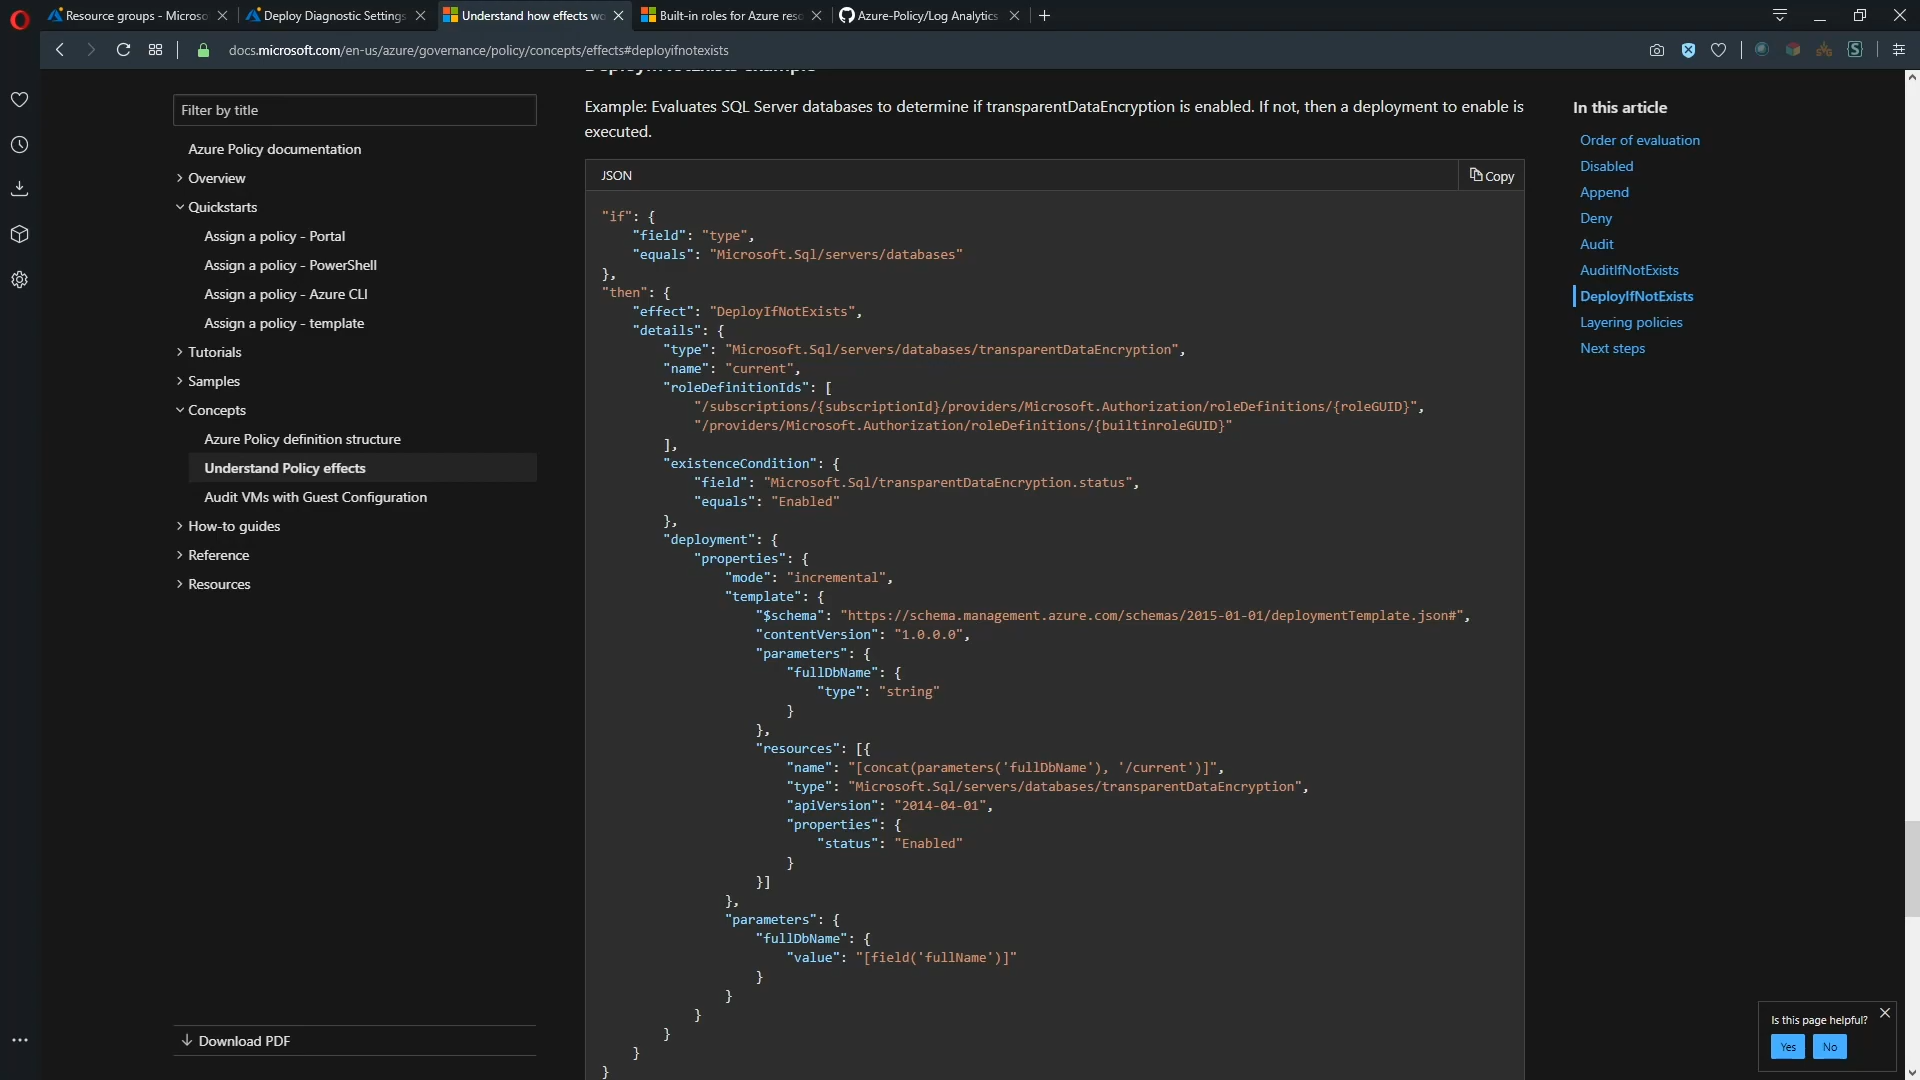 Resource groups - Microso
Deploy Diagnostic Settings
Understand how effects wo
Built-in roles for Azure reso
Azure-Policy/Log Analytics
docs.microsoft.com/en-us/azure/governance/policy/concepts/effects#deployifnotexists
Filter by title
Azure Policy documentation
Overview
Quickstarts
Assign a policy - Portal
Assign a policy - PowerShell
Assign a policy - Azure CLI
Assign a policy - template
Tutorials
Samples
Concepts
Azure Policy definition structure
Understand Policy effects
Audit VMs with Guest Configuration
How-to guides
Reference
Resources
Download PDF
DeployIfNotExists example
Example: Evaluates SQL Server databases to determine if transparentDataEncryption is enabled. If not, then a deployment to enable is
executed.
JSON
Copy
"if": {
"field": "type",
"equals": "Microsoft.Sql/servers/databases"
},
"then": {
"effect": "DeployIfNotExists",
"details": {
"type": "Microsoft.Sql/servers/databases/transparentDataEncryption",
"name": "current",
"roleDefinitionIds": [
"/subscriptions/{subscriptionId}/providers/Microsoft.Authorization/roleDefinitions/{roleGUID}",
"/providers/Microsoft.Authorization/roleDefinitions/{builtinroleGUID}"
],
"existenceCondition": {
"field": "Microsoft.Sql/transparentDataEncryption.status",
"equals": "Enabled"
},
"deployment": {
"properties": {
"mode": "incremental",
"template": {
"$schema": "https://schema.management.azure.com/schemas/2015-01-01/deploymentTemplate.json#",
"contentVersion": "1.0.0.0",
"parameters": {
"fullDbName": {
"type": "string"
}
},
"resources": [{
"name": "[concat(parameters('fullDbName'), '/current')]",
"type": "Microsoft.Sql/servers/databases/transparentDataEncryption",
"apiVersion": "2014-04-01",
"properties": {
"status": "Enabled"
}
}]
},
"parameters": {
"fullDbName": {
"value": "[field('fullName')]"
}
}
}
}
}
}
In this article
Order of evaluation
Disabled
Append
Deny
Audit
AuditIfNotExists
DeployIfNotExists
Layering policies
Next steps
Is this page helpful?
Yes
No